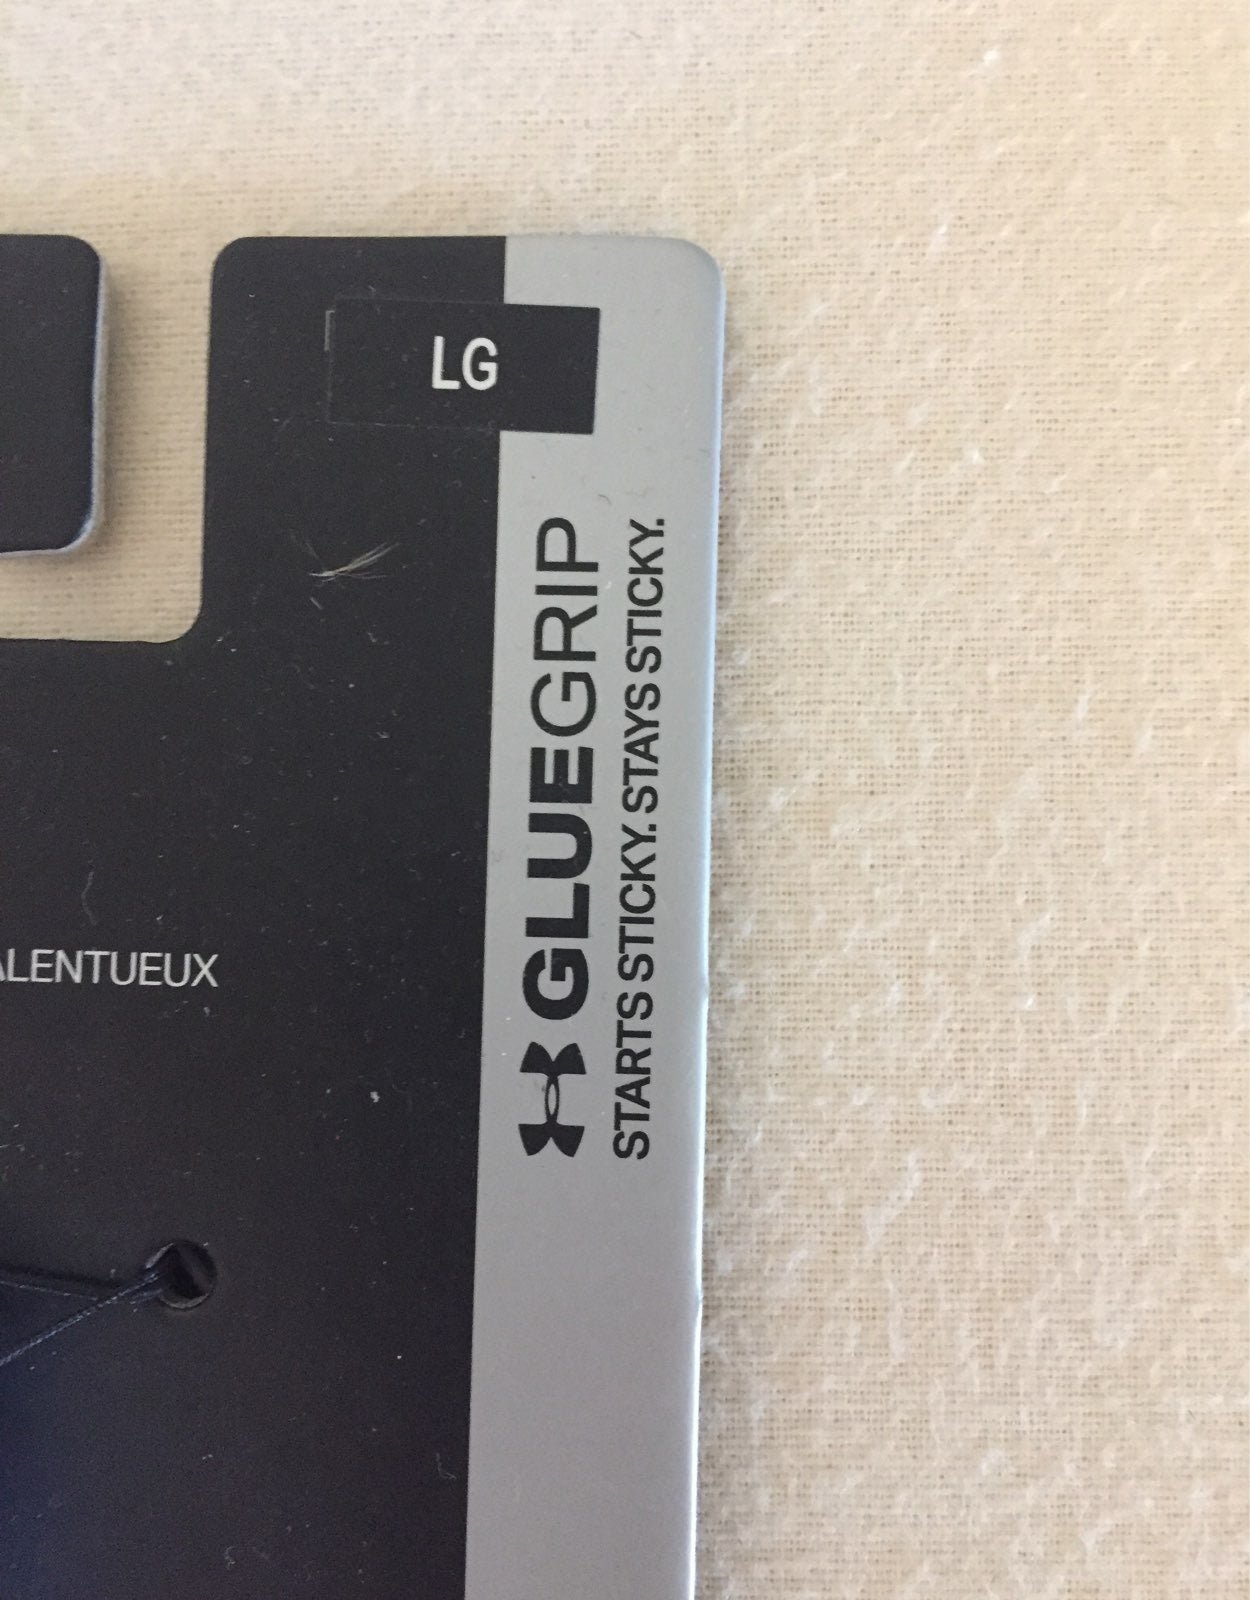 LG
GLUEGRIP
STARTS STICKY. STAYS STICKY.
ALENTUEUX